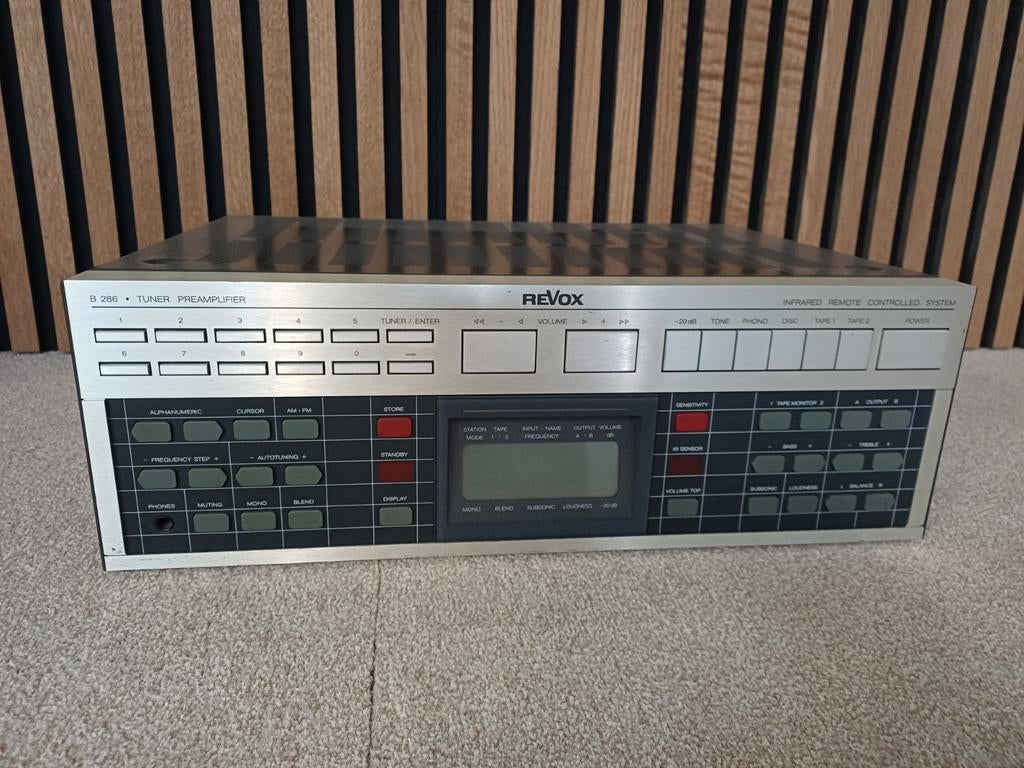 B 286 • TUNER PREAMPLIFIER REVOX INFRARED REMOTE CONTROLLED SYSTEM
1 2 3 4 5 TUNER / ENTER ◁◁ - ◁ VOLUME ▷ + ▷▷ -20dB TONE PHONO DISC TAPE 1 TAPE 2 POWER
6 7 8 9 0
ALPHANUMERIC CURSOR AM - FM STORE
- FREQUENCY STEP + - AUTOTUNING + STANDBY
PHONES MUTING MONO BLEND DISPLAY
STATION TAPE INPUT - NAME OUTPUT VOLUME
MODE 1 - 2 FREQUENCY A - B dB
MONO BLEND SUBSONIC LOUDNESS -20dB
SENSITIVITY 1 TAPE MONITOR 2 A OUTPUT B
IR SENSOR - BASS + - TREBLE +
VOLUME TOP SUBSONIC LOUDNESS L BALANCE R